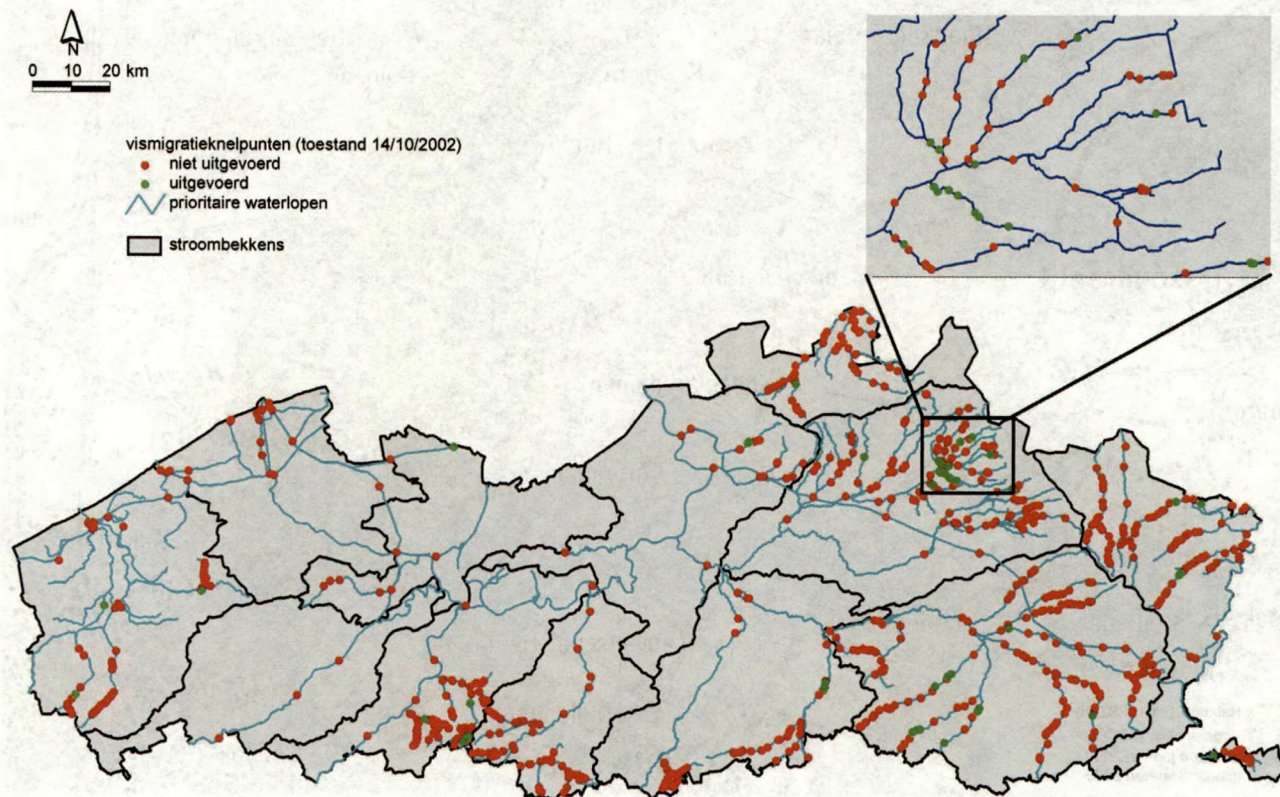 N
0 10 20 km
vismigratieknelpunten (toestand 14/10/2002)
niet uitgevoerd
uitgevoerd
prioritaire waterlopen
stroombekkens